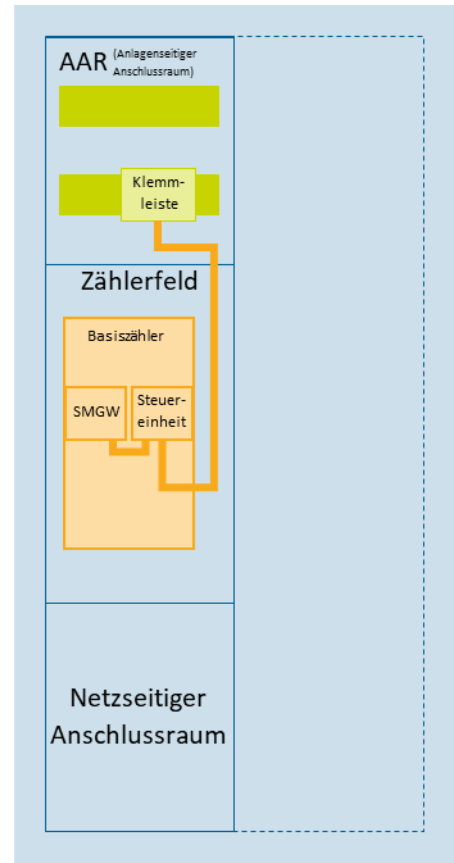 AAR (Anlagenseitiger
Anschlussraum)
Klemm-
leiste
Zählerfeld
Basiszähler
SMGW
Steuer-
einheit
Netzseitiger
Anschlussraum